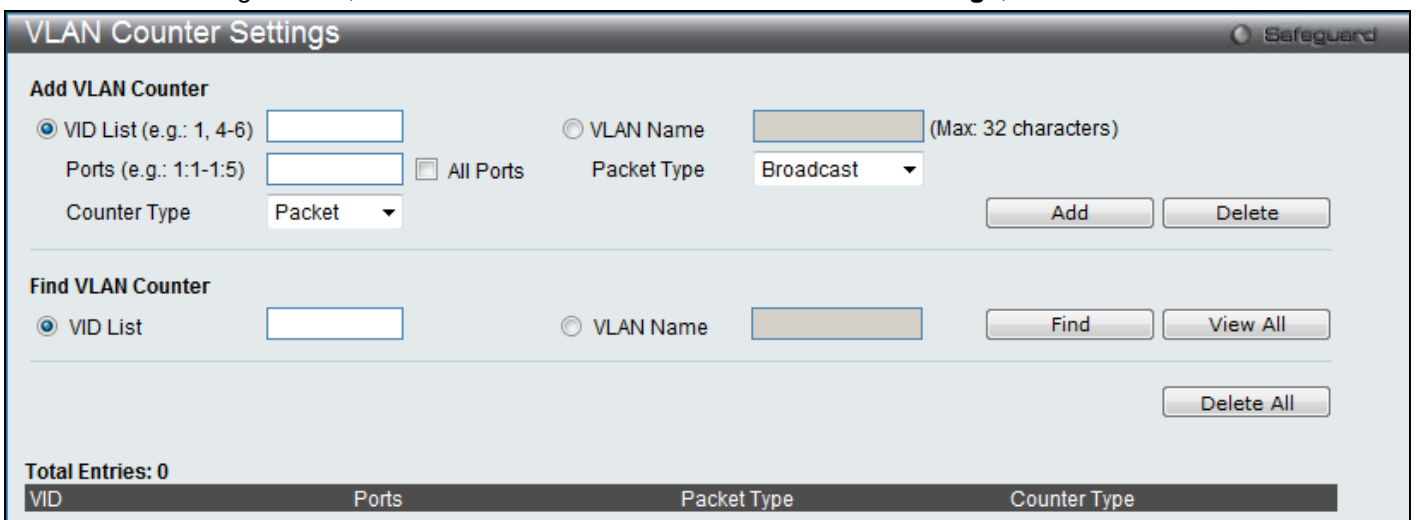 VLAN Counter Settings Safeguard
Add VLAN Counter
VID List (e.g.: 1, 4-6) VLAN Name (Max: 32 characters)
Ports (e.g.: 1:1-1:5) All Ports Packet Type Broadcast
Counter Type Packet Add Delete
Find VLAN Counter
VID List VLAN Name Find View All
Delete All
Total Entries: 0
VID Ports Packet Type Counter Type